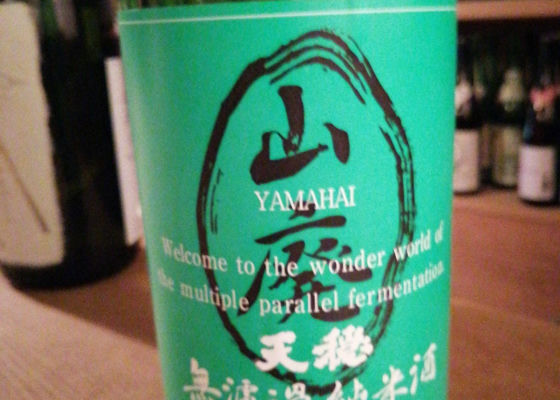 山
YAMAHAI
廃
Welcome to the wonder world of
the multiple parallel fermentation.
天穏
無濾過純米酒